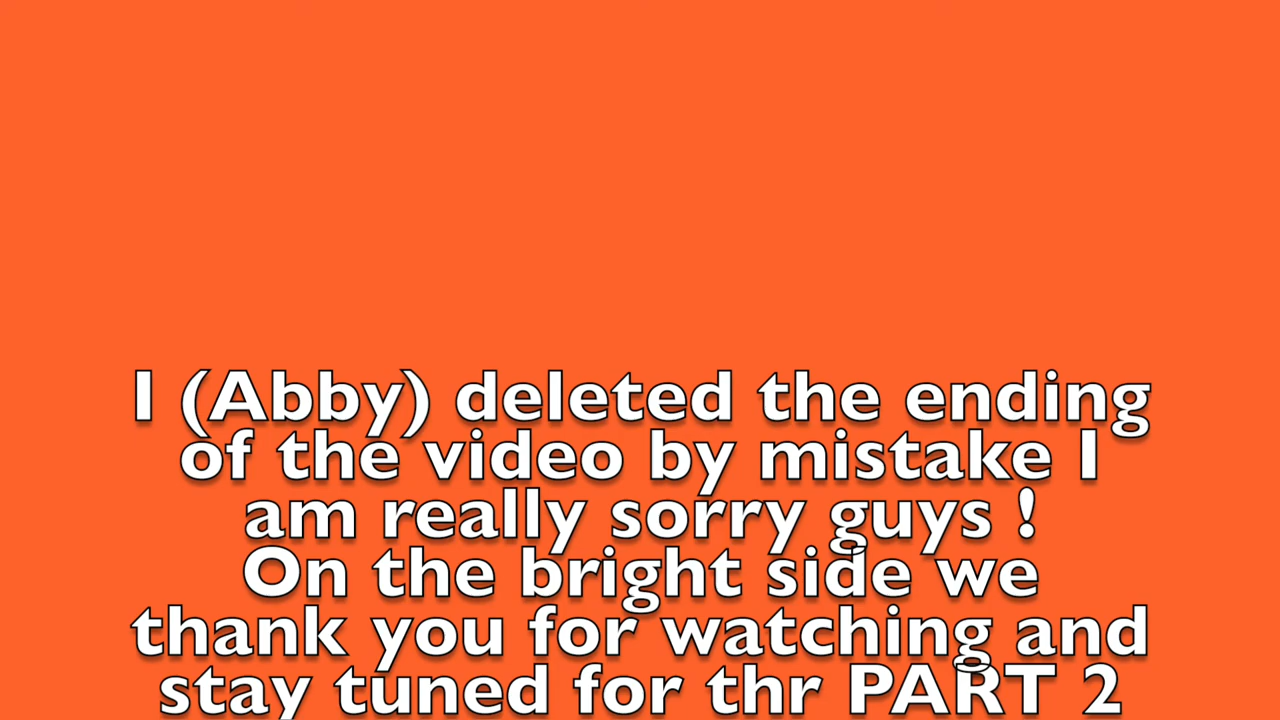 I (Abby) deleted the ending
of the video by mistake I
am really sorry guys !
On the bright side we
thank you for watching and
stay tuned for thr PART 2